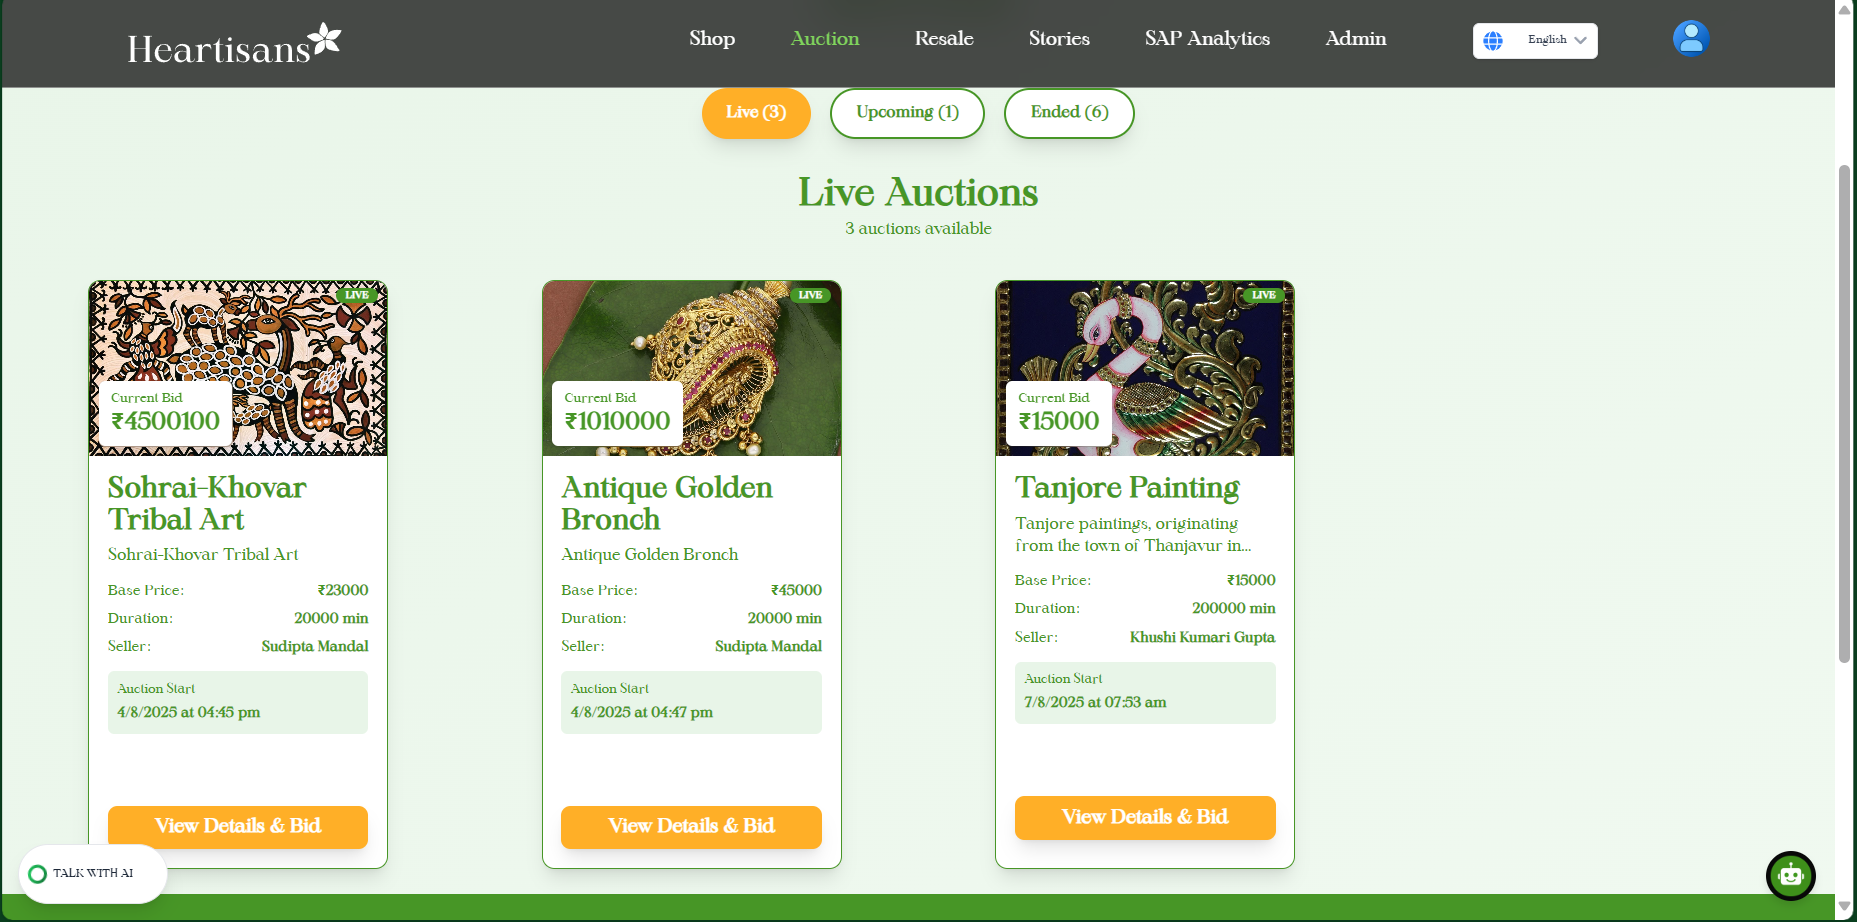 Heartisans
Shop
Auction
Resale
Stories
SAP Analytics
Admin
English
Live (3)
Upcoming (1)
Ended (6)
Live Auctions
3 auctions available
LIVE
Current Bid
₹4500100
Sohrai-Khovar
Tribal Art
Sohrai-Khovar Tribal Art
Base Price: ₹23000
Duration: 20000 min
Seller: Sudipta Mandal
Auction Start
4/8/2025 at 04:45 pm
View Details & Bid
LIVE
Current Bid
₹1010000
Antique Golden
Bronch
Antique Golden Bronch
Base Price: ₹45000
Duration: 20000 min
Seller: Sudipta Mandal
Auction Start
4/8/2025 at 04:47 pm
View Details & Bid
LIVE
Current Bid
₹15000
Tanjore Painting
Tanjore paintings, originating
from the town of Thanjavur in...
Base Price: ₹15000
Duration: 200000 min
Seller: Khushi Kumari Gupta
Auction Start
7/8/2025 at 07:53 am
View Details & Bid
TALK WITH AI